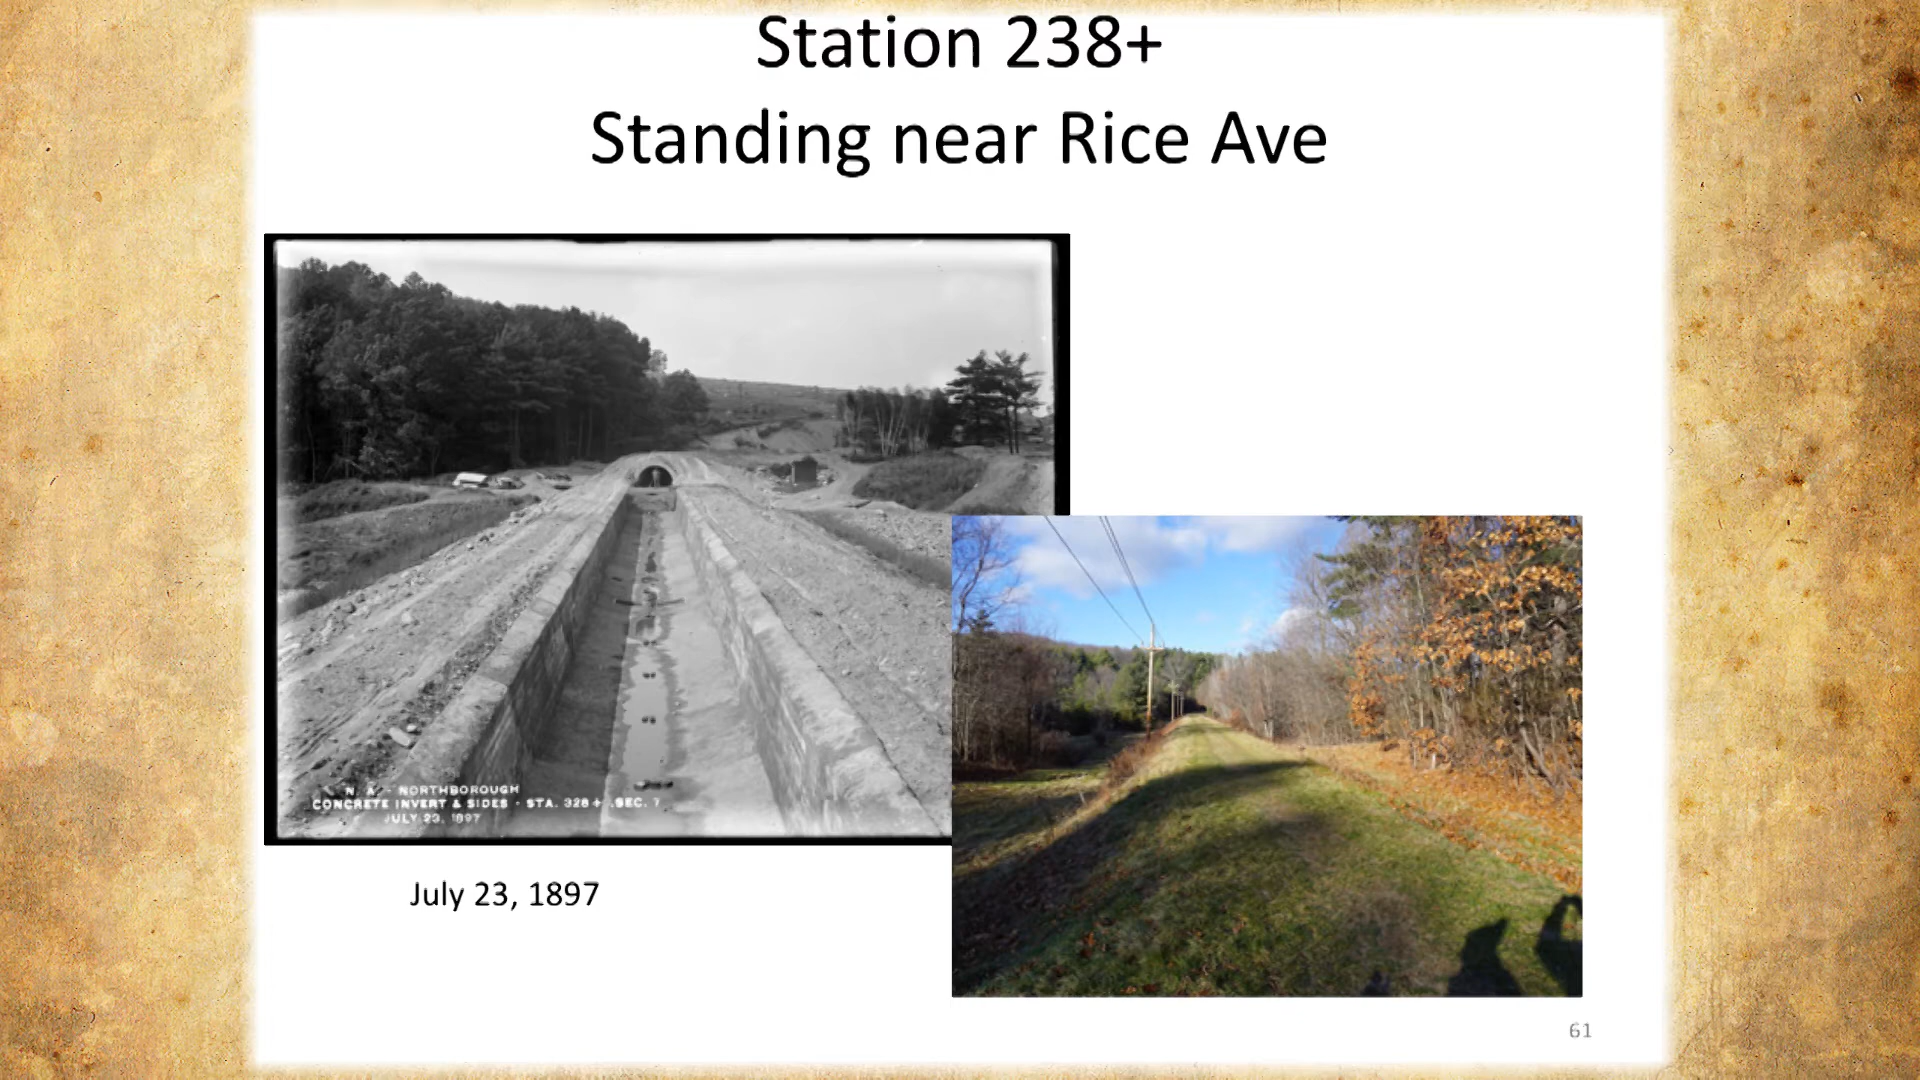 Station 238+
Standing near Rice Ave
N. A. - NORTHBOROUGH
CONCRETE INVERT & SIDES - STA. 328 + . SEC. 7
JULY 23, 1897
July 23, 1897
61